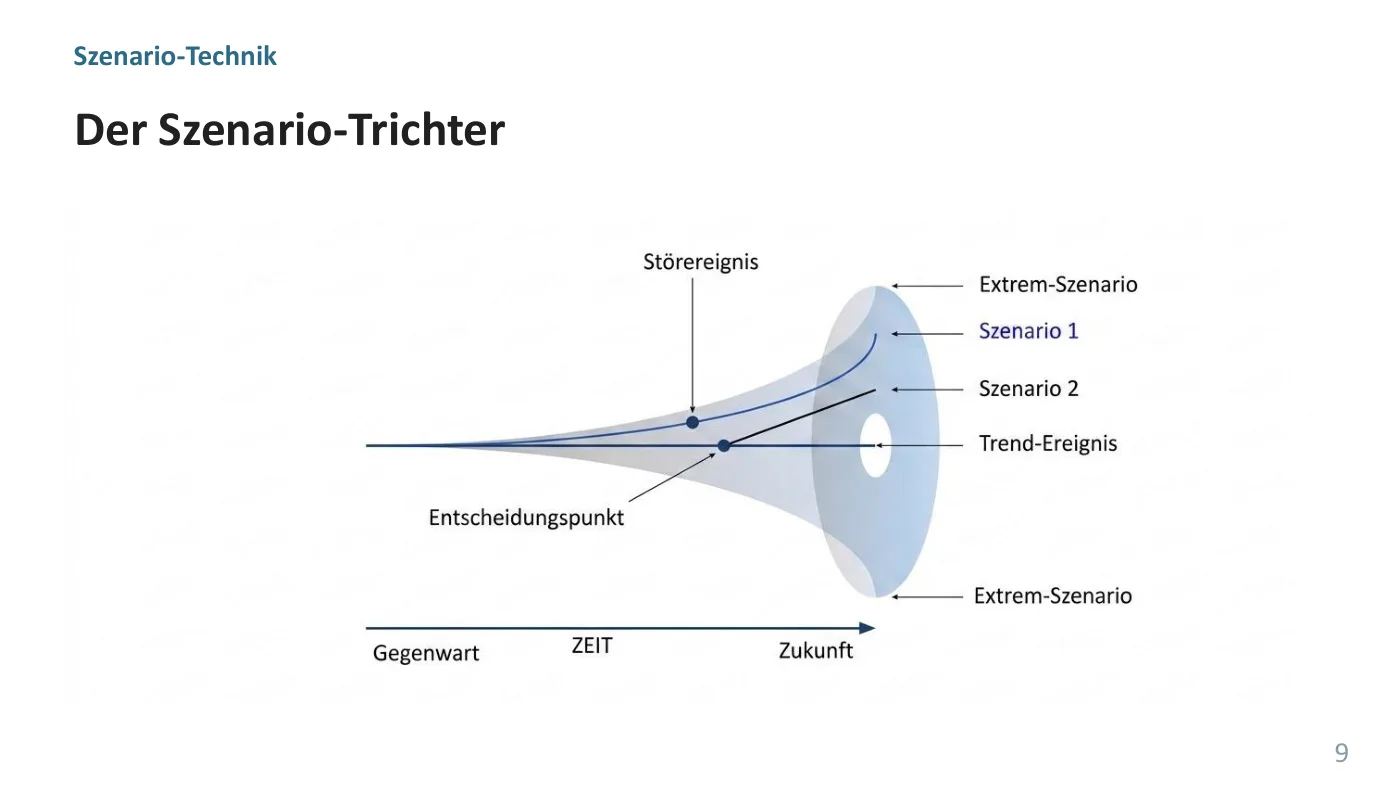 Szenario-Technik
Der Szenario-Trichter
Störereignis
Extrem-Szenario
Szenario 1
Szenario 2
Trend-Ereignis
Entscheidungspunkt
Extrem-Szenario
Gegenwart
ZEIT
Zukunft
9